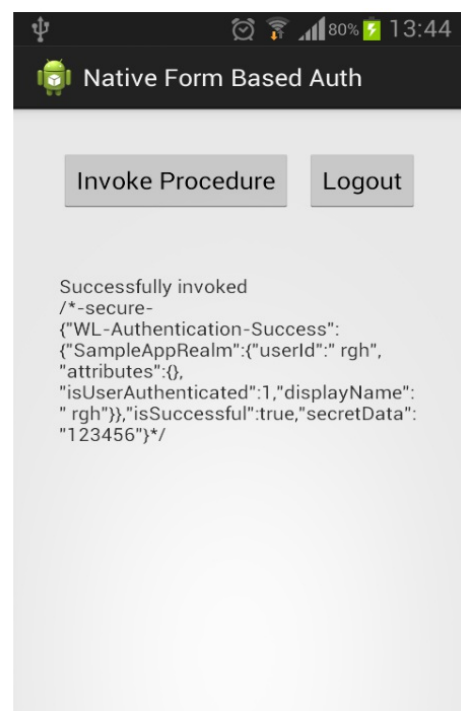 80% 13:44
Native Form Based Auth
Invoke Procedure Logout
Successfully invoked
/*-secure-
{"WL-Authentication-Success":
{"SampleAppRealm":{"userId":" rgh",
"attributes":{},
"isUserAuthenticated":1,"displayName":
" rgh"}},"isSuccessful":true,"secretData":
"123456"}*/